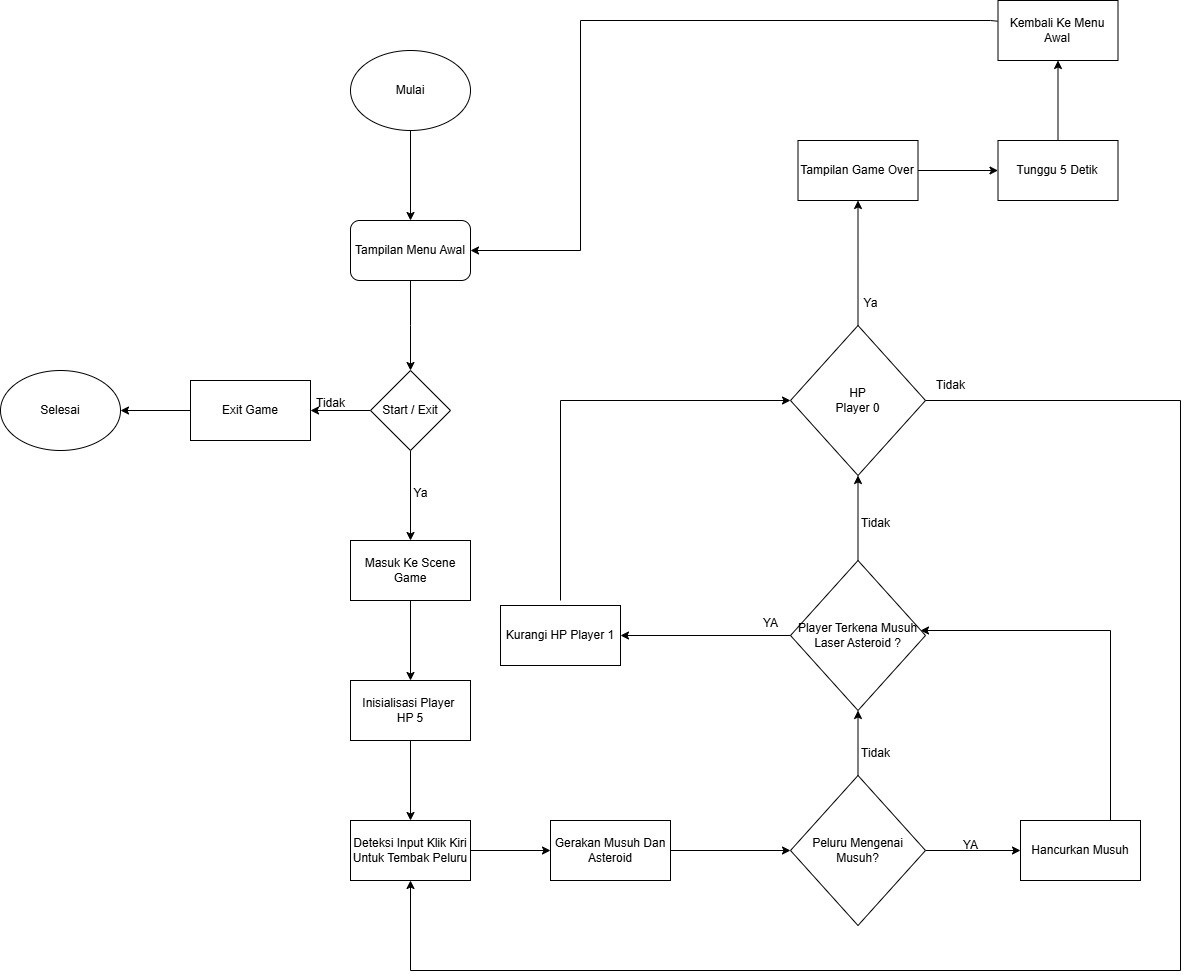 Kembali Ke Menu
Awal
Mulai
Tampilan Game Over
Tunggu 5 Detik
Tampilan Menu Awal
Ya
HP
Player 0
Tidak
Selesai
Exit Game
Tidak
Start / Exit
Ya
Tidak
Masuk Ke Scene
Game
Kurangi HP Player 1
YA
Player Terkena Musuh
Laser Asteroid ?
Inisialisasi Player
HP 5
Tidak
Deteksi Input Klik Kiri
Untuk Tembak Peluru
Gerakan Musuh Dan
Asteroid
Peluru Mengenai
Musuh?
YA
Hancurkan Musuh